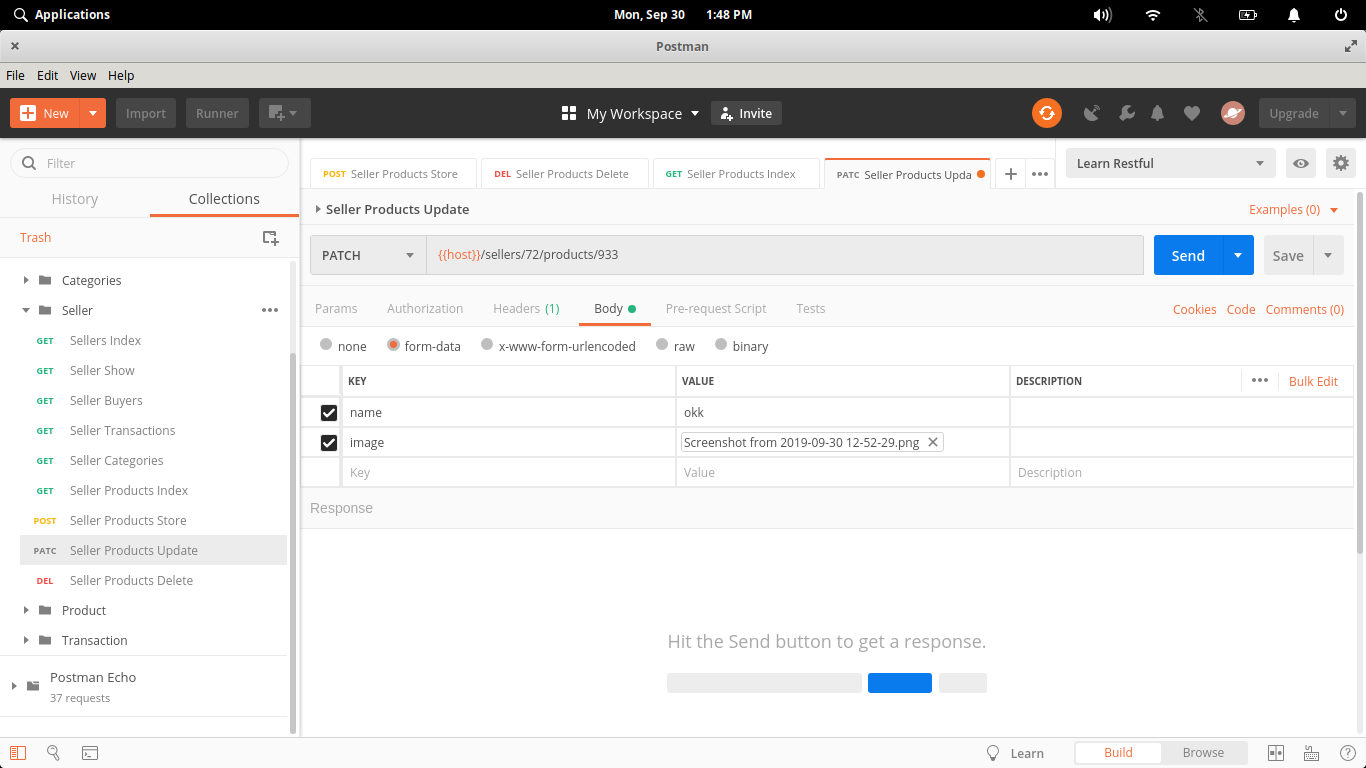 Applications
Mon, Sep 30 1:48 PM
Postman
File Edit View Help
New Import Runner My Workspace Invite Upgrade
Filter
History Collections
Trash
Categories
Seller
GET Sellers Index
GET Seller Show
GET Seller Buyers
GET Seller Transactions
GET Seller Categories
GET Seller Products Index
POST Seller Products Store
PATC Seller Products Update
DEL Seller Products Delete
Product
Transaction
Postman Echo
37 requests
POST Seller Products Store DEL Seller Products Delete GET Seller Products Index PATC Seller Products Upda
Learn Restful
Seller Products Update Examples (0)
PATCH {{host}}/sellers/72/products/933 Send Save
Params Authorization Headers (1) Body Pre-request Script Tests Cookies Code Comments (0)
none form-data x-www-form-urlencoded raw binary
KEY VALUE DESCRIPTION Bulk Edit
name okk
image Screenshot from 2019-09-30 12-52-29.png
Key Value Description
Response
Hit the Send button to get a response.
Learn Build Browse